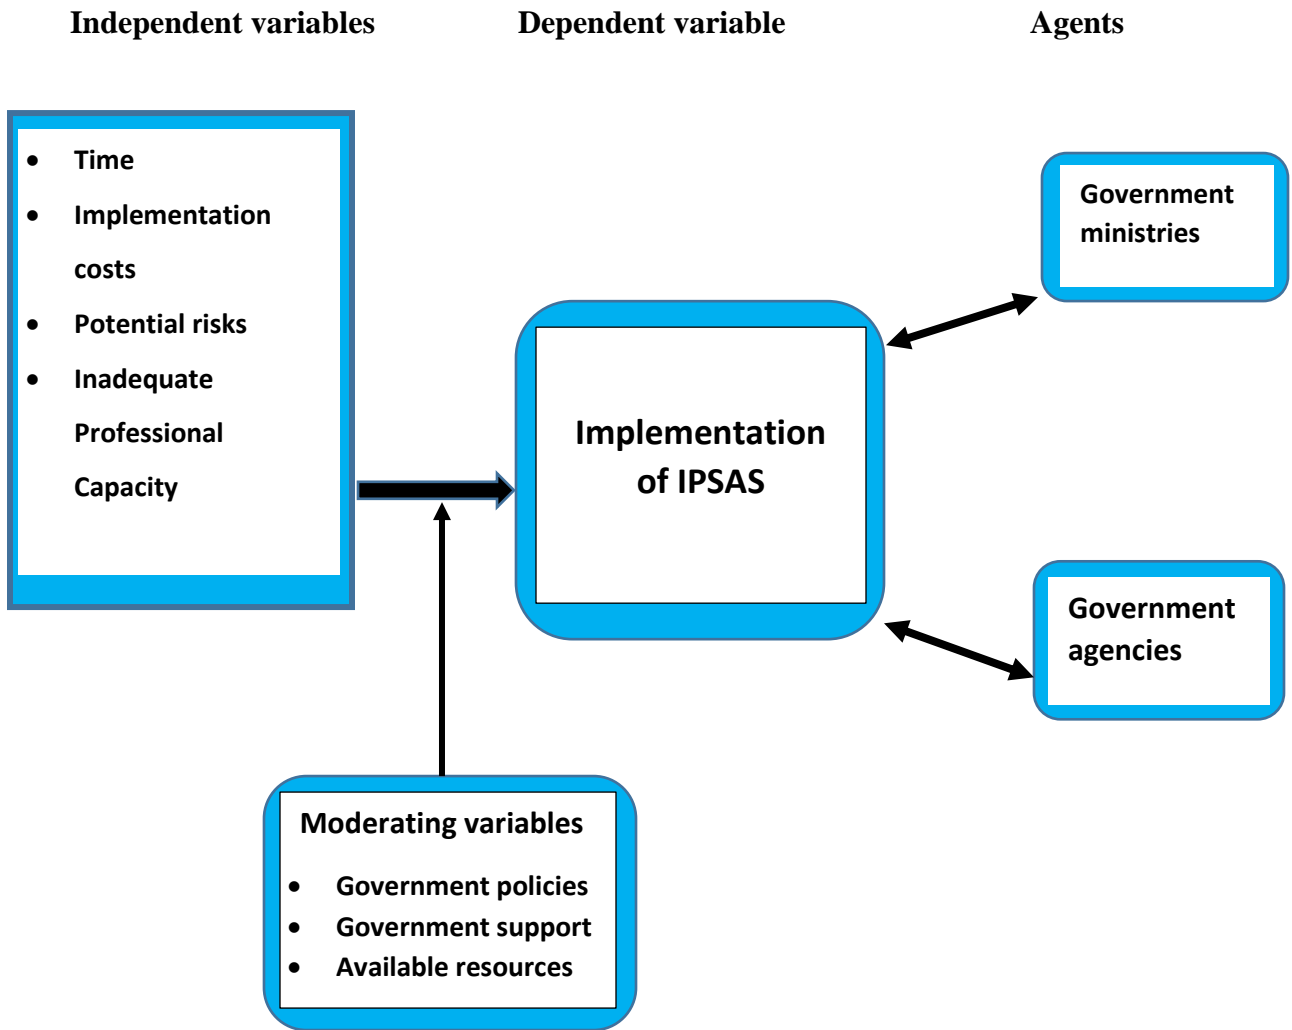 Independent variables
Dependent variable
Agents
• Time
• Implementation
costs
• Potential risks
• Inadequate
Professional
Capacity
Implementation
of IPSAS
Government
ministries
Government
agencies
Moderating variables
• Government policies
• Government support
• Available resources